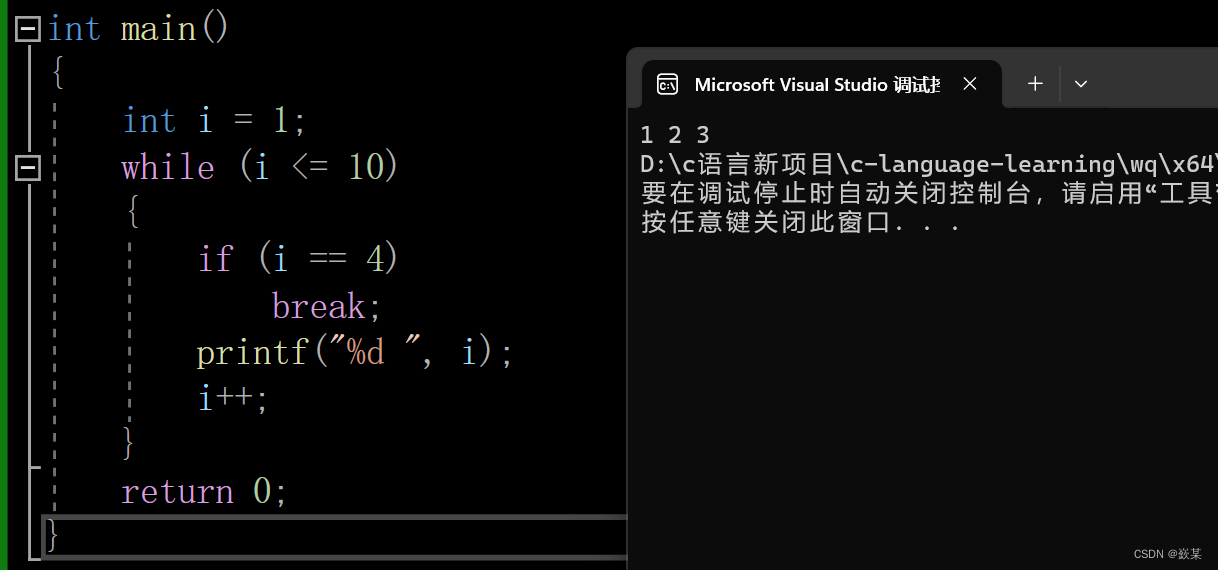 int main()
{
int i = 1;
while (i <= 10)
{
if (i == 4)
break;
printf("%d ", i);
i++;
}
return 0;
}
Microsoft Visual Studio 调试
1 2 3
D:\c语言新项目\c-language-learning\wq\x64\
要在调试停止时自动关闭控制台，请启用“工具
按任意键关闭此窗口. . .
CSDN @嶔某